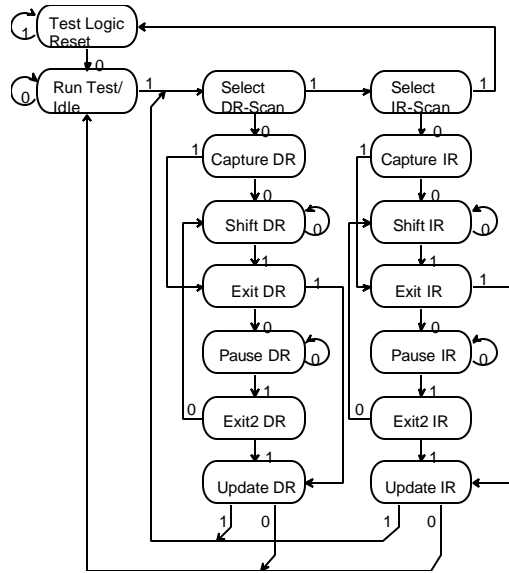 Test Logic
Reset
1
0
Run Test/
Idle
0
1
Select
DR-Scan
1
Select
IR-Scan
1
0
0
1
Capture DR
1
Capture IR
0
0
Shift DR
0
Shift IR
0
1
1
Exit DR
1
Exit IR
1
0
0
Pause DR
0
Pause IR
0
1
1
0
Exit2 DR
0
Exit2 IR
1
1
Update DR
Update IR
1
0
1
0